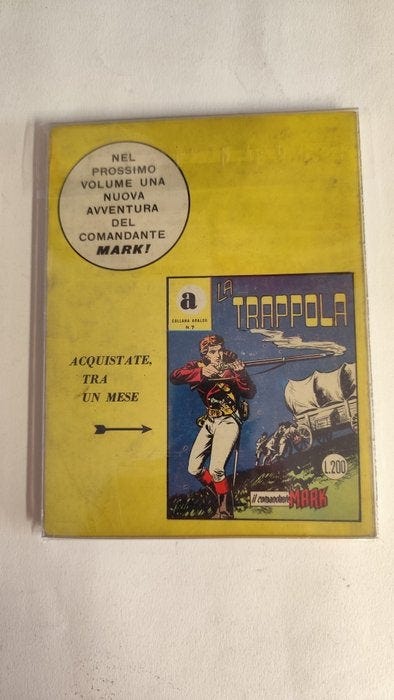 NEL
PROSSIMO
VOLUME UNA
NUOVA
AVVENTURA
DEL
COMANDANTE
MARK!
a
COLLANA ARALDO
N. 7
LA
TRAPPOLA
ACQUISTATE,
TRA
UN MESE
L.200
il comandante MARK